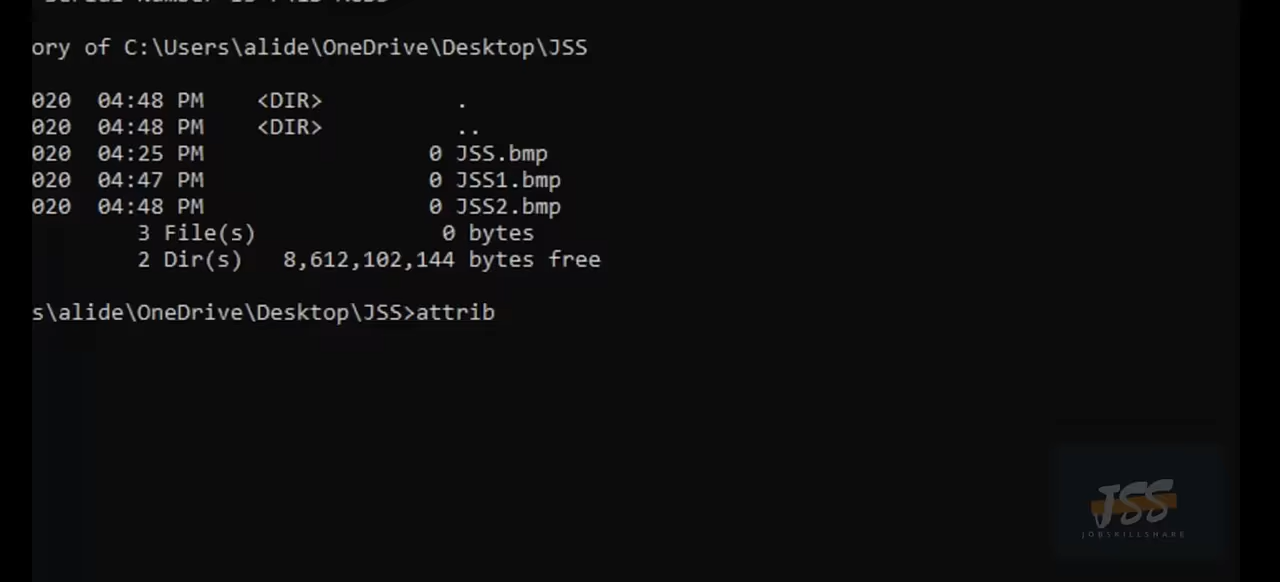 ory of C:\Users\alide\OneDrive\Desktop\JSS
020  04:48 PM    <DIR>          .
020  04:48 PM    <DIR>          ..
020  04:25 PM                 0 JSS.bmp
020  04:47 PM                 0 JSS1.bmp
020  04:48 PM                 0 JSS2.bmp
3 File(s)              0 bytes
2 Dir(s)   8,612,102,144 bytes free
s\alide\OneDrive\Desktop\JSS>attrib
JSS
JOBSKILLSHARE